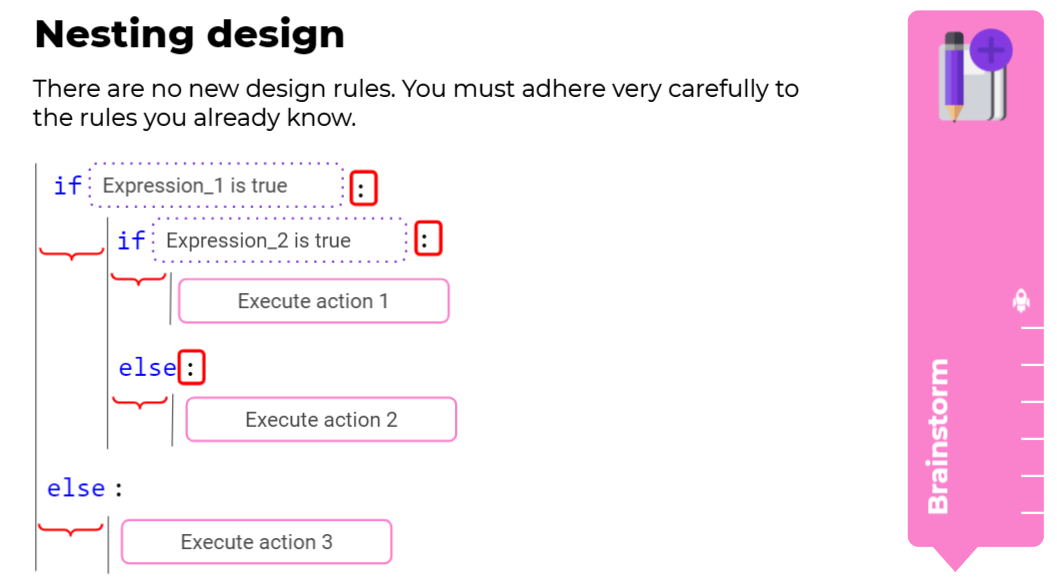 Nesting design
There are no new design rules. You must adhere very carefully to
the rules you already know.
if Expression_1 is true :
if Expression_2 is true :
Execute action 1
else:
Execute action 2
else :
Execute action 3
Brainstorm